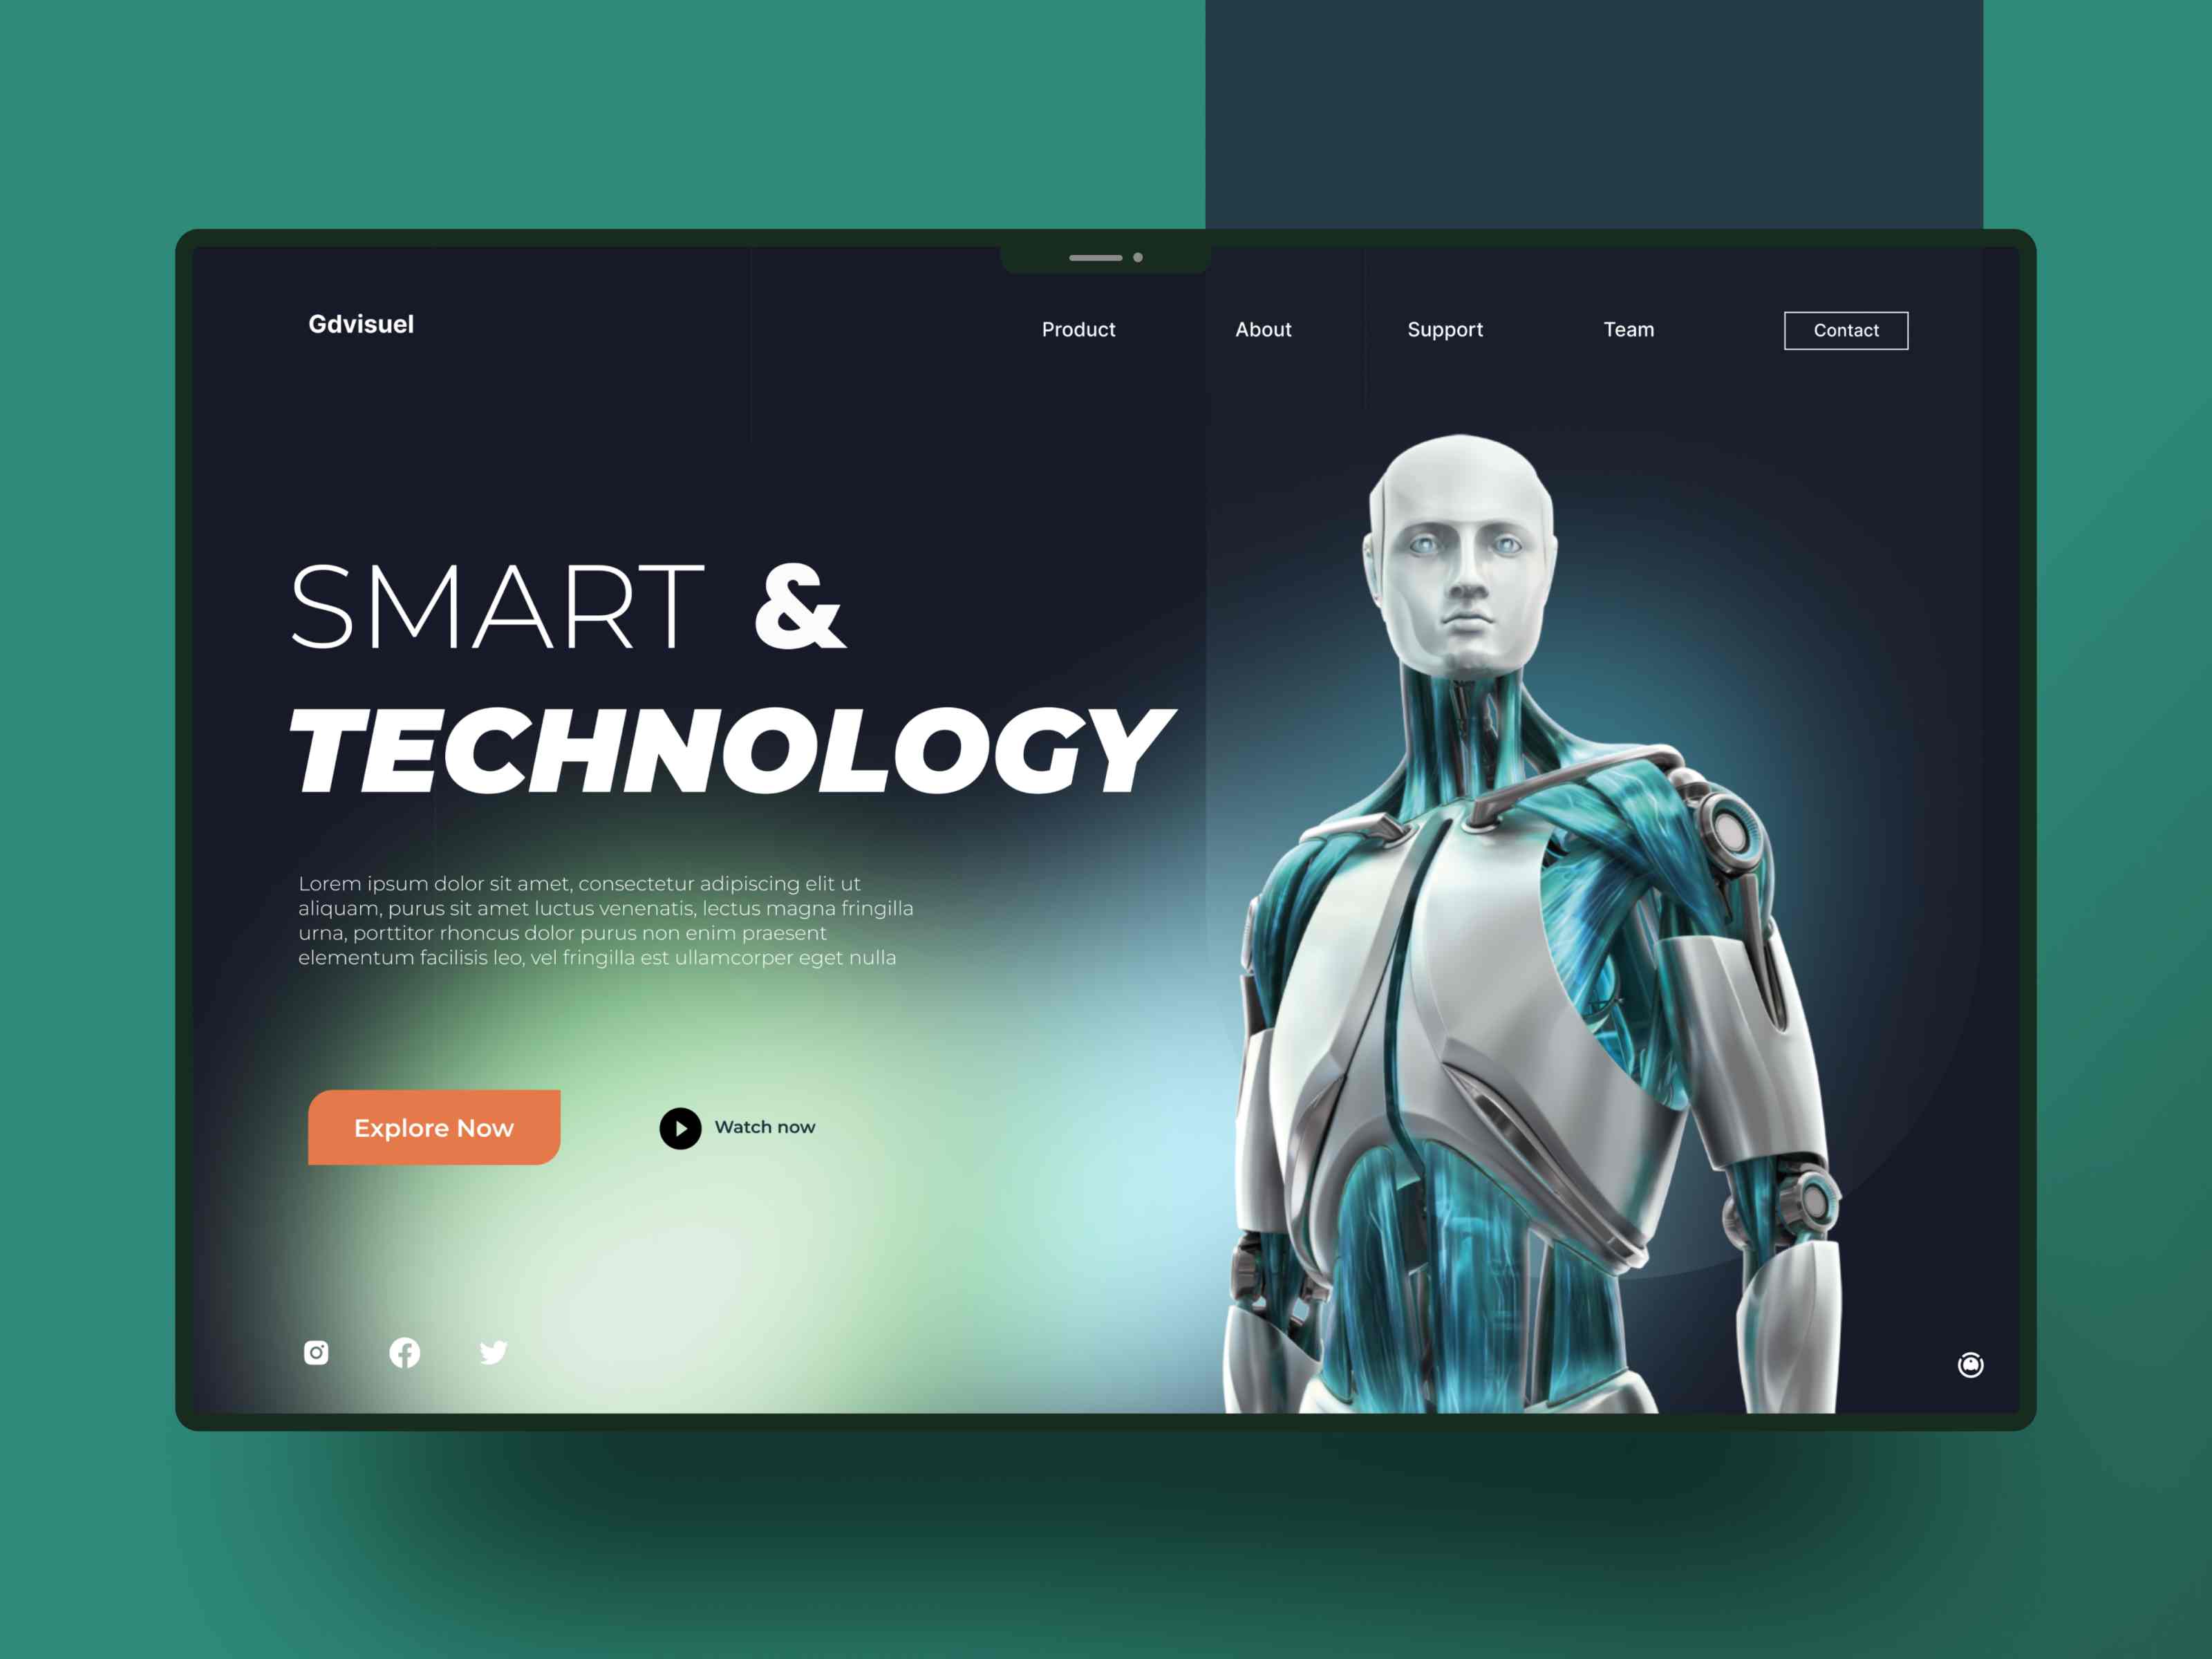 Gdvisuel
Product
About
Support
Team
Contact
SMART &
TECHNOLOGY
Lorem ipsum dolor sit amet, consectetur adipiscing elit ut
aliquam, purus sit amet luctus venenatis, lectus magna fringilla
urna, porttitor rhoncus dolor purus non enim praesent
elementum facilisis leo, vel fringilla est ullamcorper eget nulla
Explore Now
Watch now